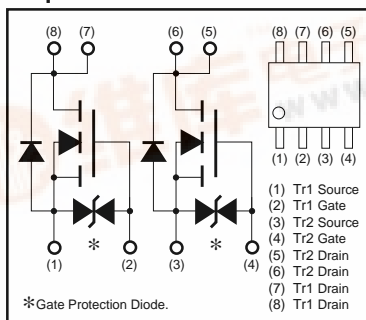 (8) (7) (6) (5)
(8) (7) (6) (5)
(1) (2) (3) (4)
* * 
(1) (2) (3) (4)
(1) Tr1 Source
(2) Tr1 Gate
(3) Tr2 Source
(4) Tr2 Gate
(5) Tr2 Drain
(6) Tr2 Drain
(7) Tr1 Drain
(8) Tr1 Drain
*Gate Protection Diode.